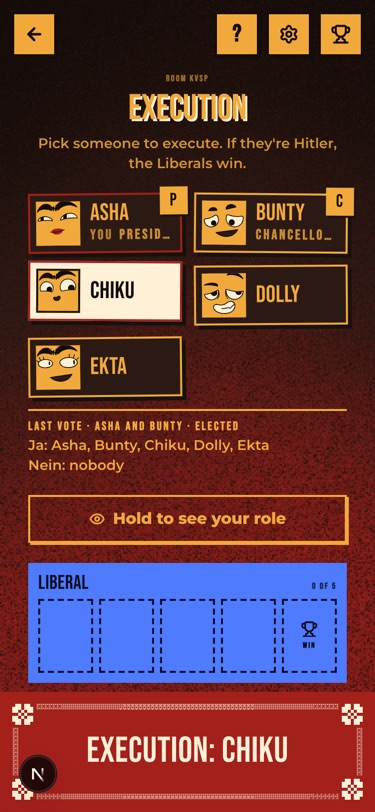 ?
ROOM KVSP
EXECUTION
Pick someone to execute. If they're Hitler,
the Liberals win.
P
C
ASHA
YOU PRESID…
BUNTY
CHANCELLO…
CHIKU
DOLLY
EKTA
LAST VOTE · ASHA AND BUNTY · ELECTED
Ja: Asha, Bunty, Chiku, Dolly, Ekta
Nein: nobody
Hold to see your role
LIBERAL
0 OF 5
WIN
EXECUTION: CHIKU
N